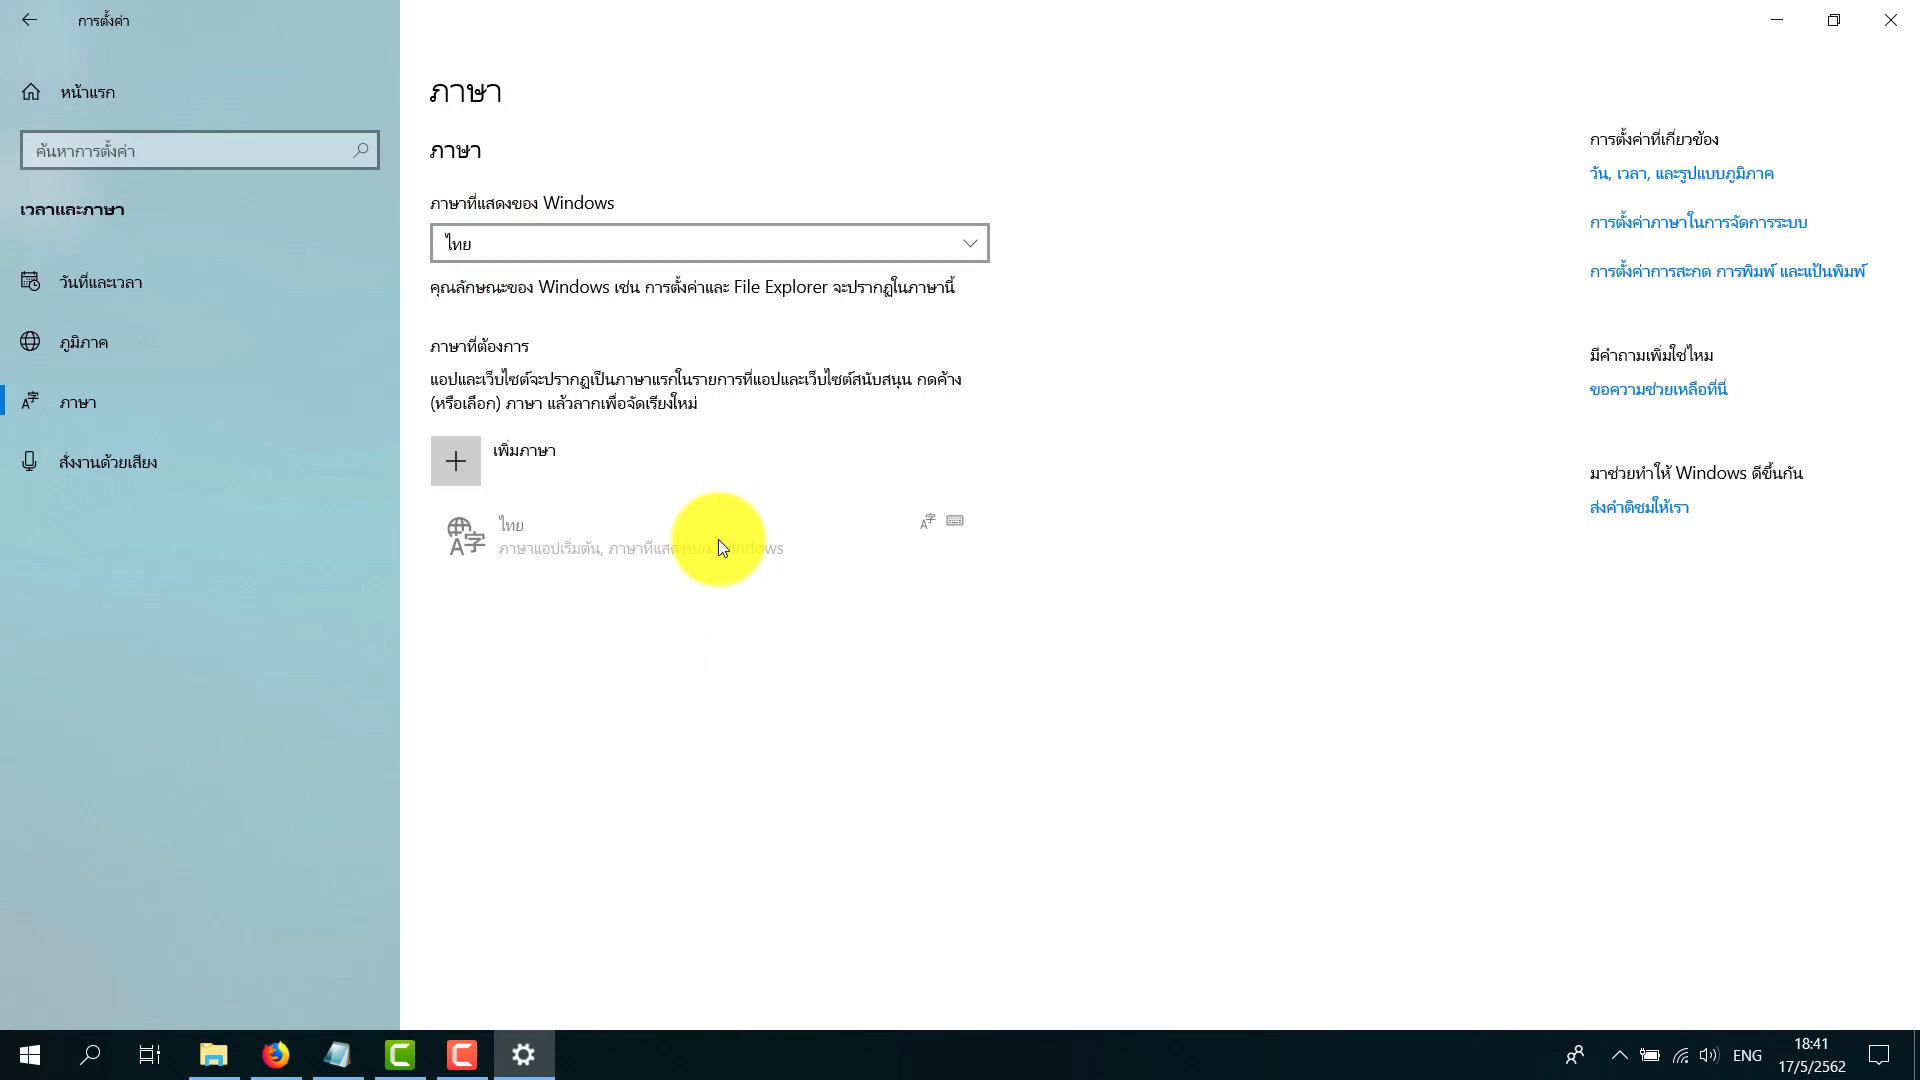 การตั้งค่า
หน้าแรก
ค้นหาการตั้งค่า
เวลาและภาษา
วันที่และเวลา
ภูมิภาค
ภาษา
สั่งงานด้วยเสียง
ภาษา
ภาษา
ภาษาที่แสดงของ Windows
ไทย
คุณลักษณะของ Windows เช่น การตั้งค่าและ File Explorer จะปรากฏในภาษานี้
ภาษาที่ต้องการ
แอปและเว็บไซต์จะปรากฏเป็นภาษาแรกในรายการที่แอปและเว็บไซต์สนับสนุน กดค้าง
(หรือเลือก) ภาษา แล้วลากเพื่อจัดเรียงใหม่
เพิ่มภาษา
ไทย
ภาษาแอปเริ่มต้น, ภาษาที่แสดงของ Windows
การตั้งค่าที่เกี่ยวข้อง
วัน, เวลา, และรูปแบบภูมิภาค
การตั้งค่าภาษาในการจัดการระบบ
การตั้งค่าการสะกด การพิมพ์ และแป้นพิมพ์
มีคำถามเพิ่มใช่ไหม
ขอความช่วยเหลือที่นี่
มาช่วยทำให้ Windows ดีขึ้นกัน
ส่งคำติชมให้เรา
ENG
18:41
17/5/2562